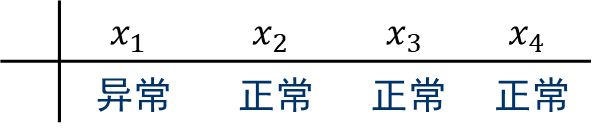 x₁ x₂ x₃ x₄
异常 正常 正常 正常